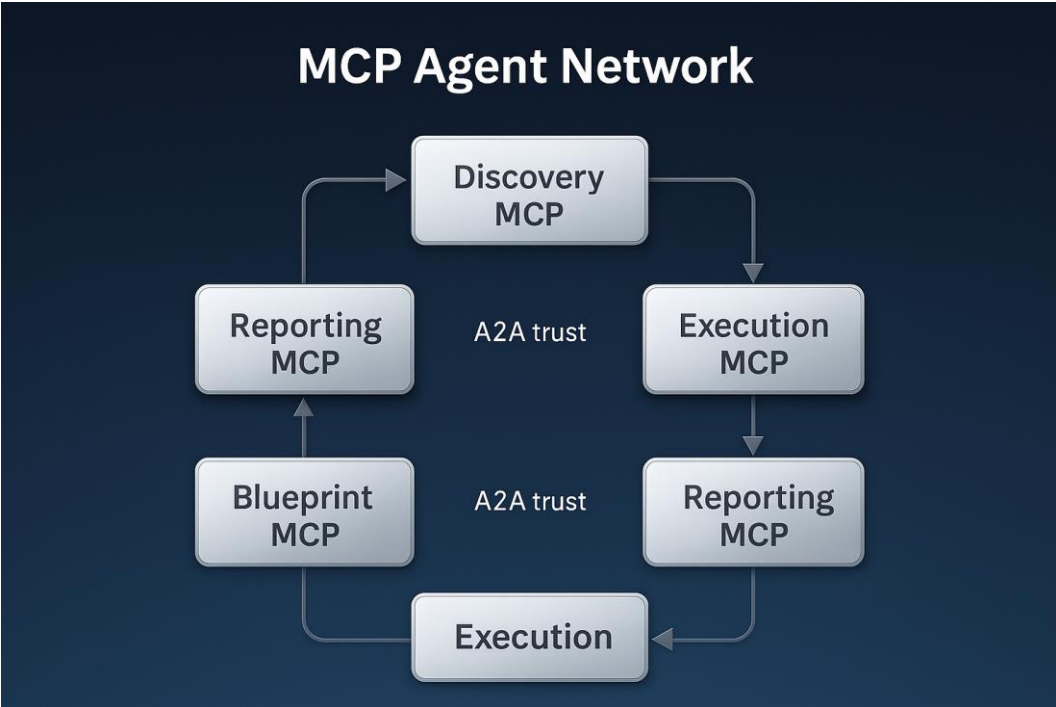 MCP Agent Network
Discovery
MCP
Reporting
MCP
A2A trust
Execution
MCP
Blueprint
MCP
A2A trust
Reporting
MCP
Execution